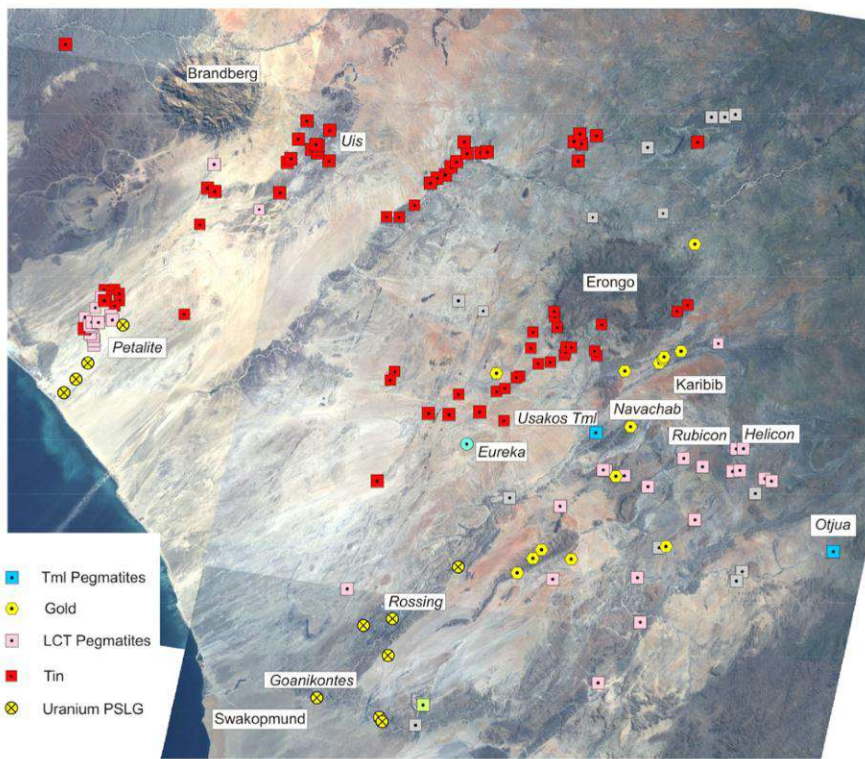 Brandberg
Uis
Erongo
Petalite
Karibib
Usakos Tml
Navachab
Rubicon
Helicon
Eureka
Otjua
Tml Pegmatites
Gold
LCT Pegmatites
Tin
Uranium PSLG
Rossing
Goanikontes
Swakopmund